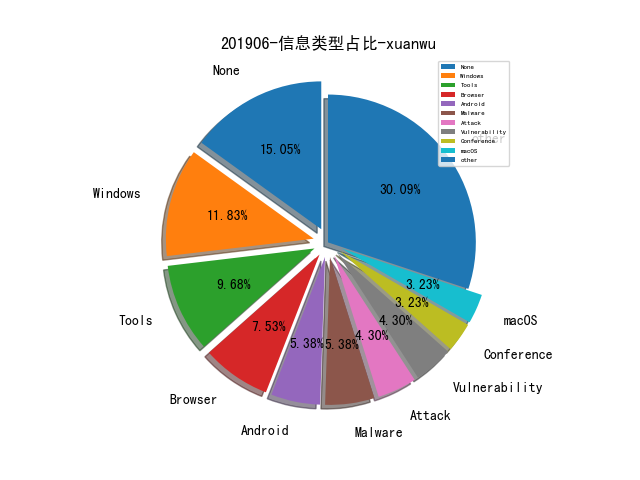 201906-信息类型占比-xuanwu
None
Windows
Tools
Browser
Android
Malware
Attack
Vulnerability
Conference
macOS
other
None
15.05%
other
30.09%
Windows
11.83%
9.68%
Tools
7.53%
Browser
5.38%
Android
5.38%
Malware
4.30%
Attack
4.30%
Vulnerability
3.23%
Conference
3.23%
macOS